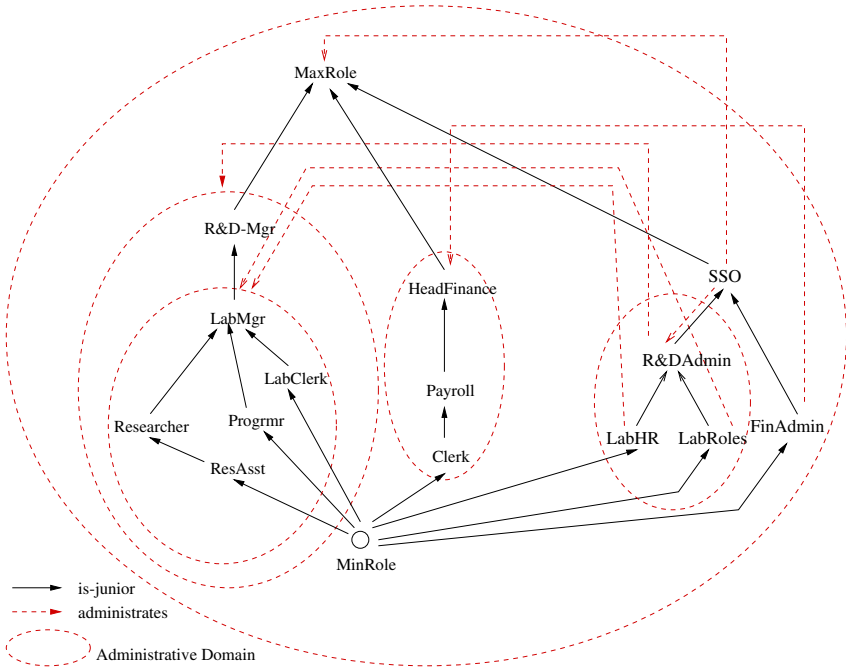 MaxRole
R&D-Mgr
SSO
HeadFinance
LabMgr
R&DAdmin
LabClerk
Payroll
Researcher
Progrmr
FinAdmin
LabHR
LabRoles
Clerk
ResAsst
MinRole
is-junior
administrates
Administrative Domain